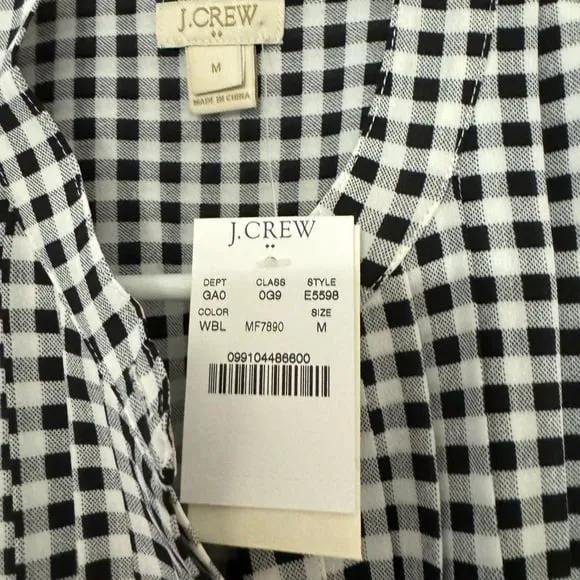 J.CREW
M
MADE IN CHINA
J.CREW
DEPT CLASS STYLE
GA0 0G9 E5598
COLOR SIZE
WBL MF7890 M
099104486600